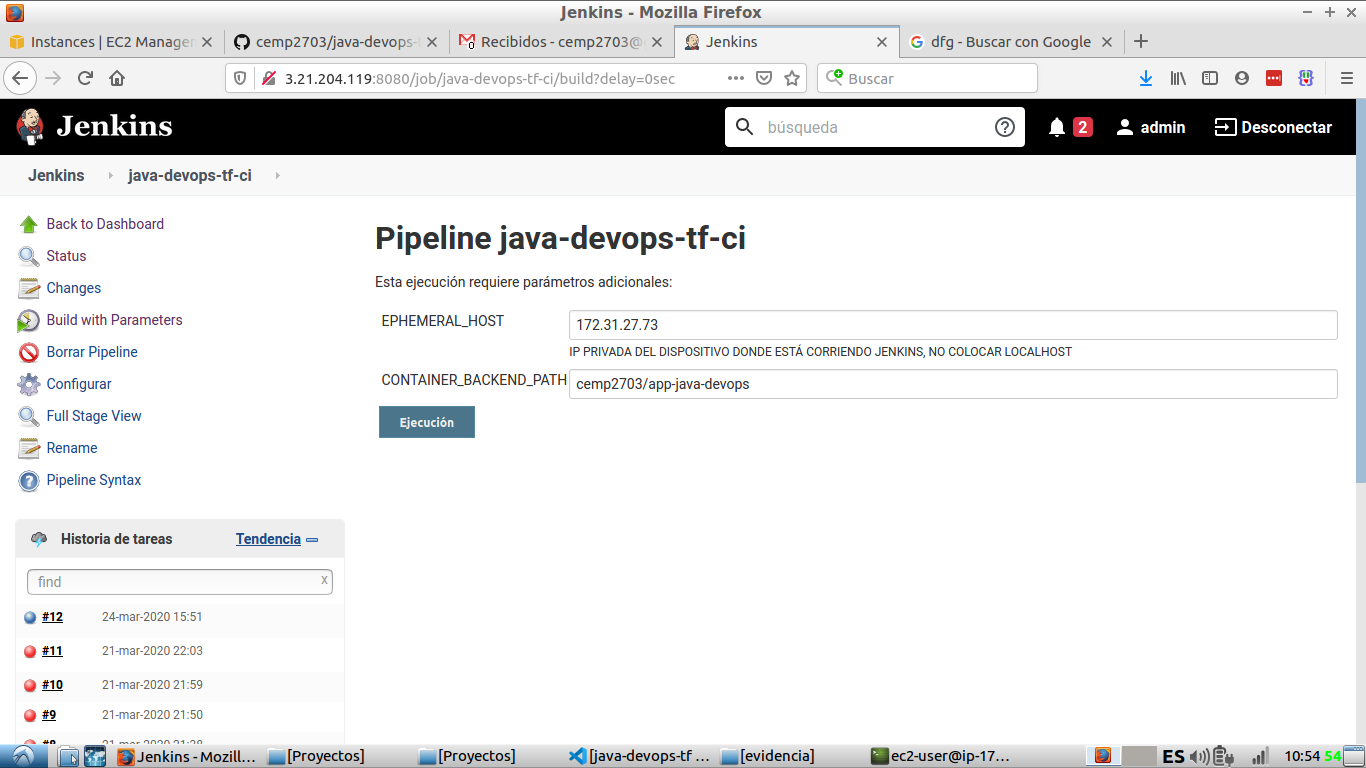 Jenkins - Mozilla Firefox
Instances | EC2 Manager
cemp2703/java-devops-
Recibidos - cemp2703@
Jenkins
dfg - Buscar con Google
3.21.204.119:8080/job/java-devops-tf-ci/build?delay=0sec
Buscar
Jenkins
búsqueda
2
admin
Desconectar
Jenkins
java-devops-tf-ci
Back to Dashboard
Status
Changes
Build with Parameters
Borrar Pipeline
Configurar
Full Stage View
Rename
Pipeline Syntax
Pipeline java-devops-tf-ci
Esta ejecución requiere parámetros adicionales:
EPHEMERAL_HOST
172.31.27.73
IP PRIVADA DEL DISPOSITIVO DONDE ESTÁ CORRIENDO JENKINS, NO COLOCAR LOCALHOST
CONTAINER_BACKEND_PATH
cemp2703/app-java-devops
Ejecución
Historia de tareas
Tendencia
find
x
#12 24-mar-2020 15:51
#11 21-mar-2020 22:03
#10 21-mar-2020 21:59
#9 21-mar-2020 21:50
Jenkins - Mozill...
[Proyectos]
[Proyectos]
[java-devops-tf ...
[evidencia]
ec2-user@ip-17...
ES
10:54
54